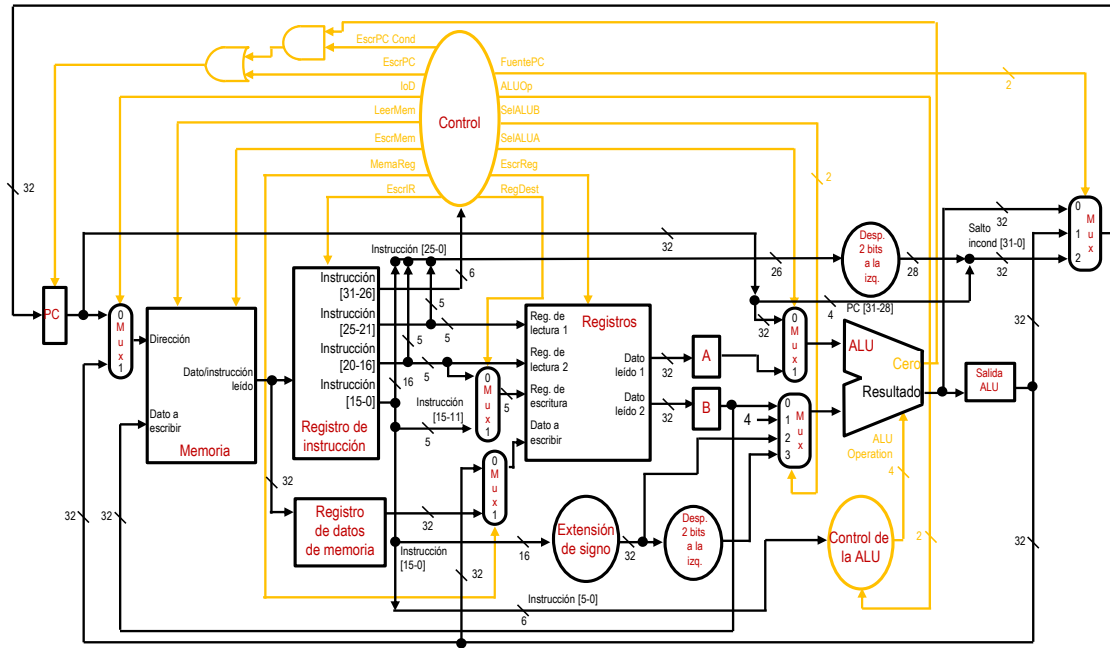 32
EscrPC Cond
EscrPC
IoD
LeerMem
EscrMem
MemaReg
EscrIR
Control
FuentePC
ALUOp
SelALUB
SelALUA
EscrReg
RegDest
2
2
PC
0
M
u
x
1
Dirección
Dato/instrucción
leído
Dato a
escribir
Memoria
Instrucción [25-0]
6
Instrucción
[31-26]
Instrucción
[25-21]
Instrucción
[20-16]
Instrucción
[15-0]
Registro de
instrucción
5
5
5
16
Instrucción
[15-11]
5
0
M
u
x
1
5
Reg. de
lectura 1
Reg. de
lectura 2
Reg. de
escritura
Dato a
escribir
Registros
Dato
leído 1
Dato
leído 2
32
32
A
B
32
26
Desp.
2 bits
a la
izq.
28
Salto
incond [31-0]
32
32
4
PC [31-28]
32
0
M
u
x
1
4
0
1
2
3
M
u
x
ALU
Cero
Resultado
ALU
Operation
4
Salida
ALU
32
0
1
2
M
u
x
32
32
32
32
Registro
de datos
de memoria
32
0
M
u
x
1
Instrucción
[15-0]
32
16
Extensión
de signo
32
Desp.
2 bits
a la
izq.
Control de
la ALU
2
Instrucción [5-0]
6